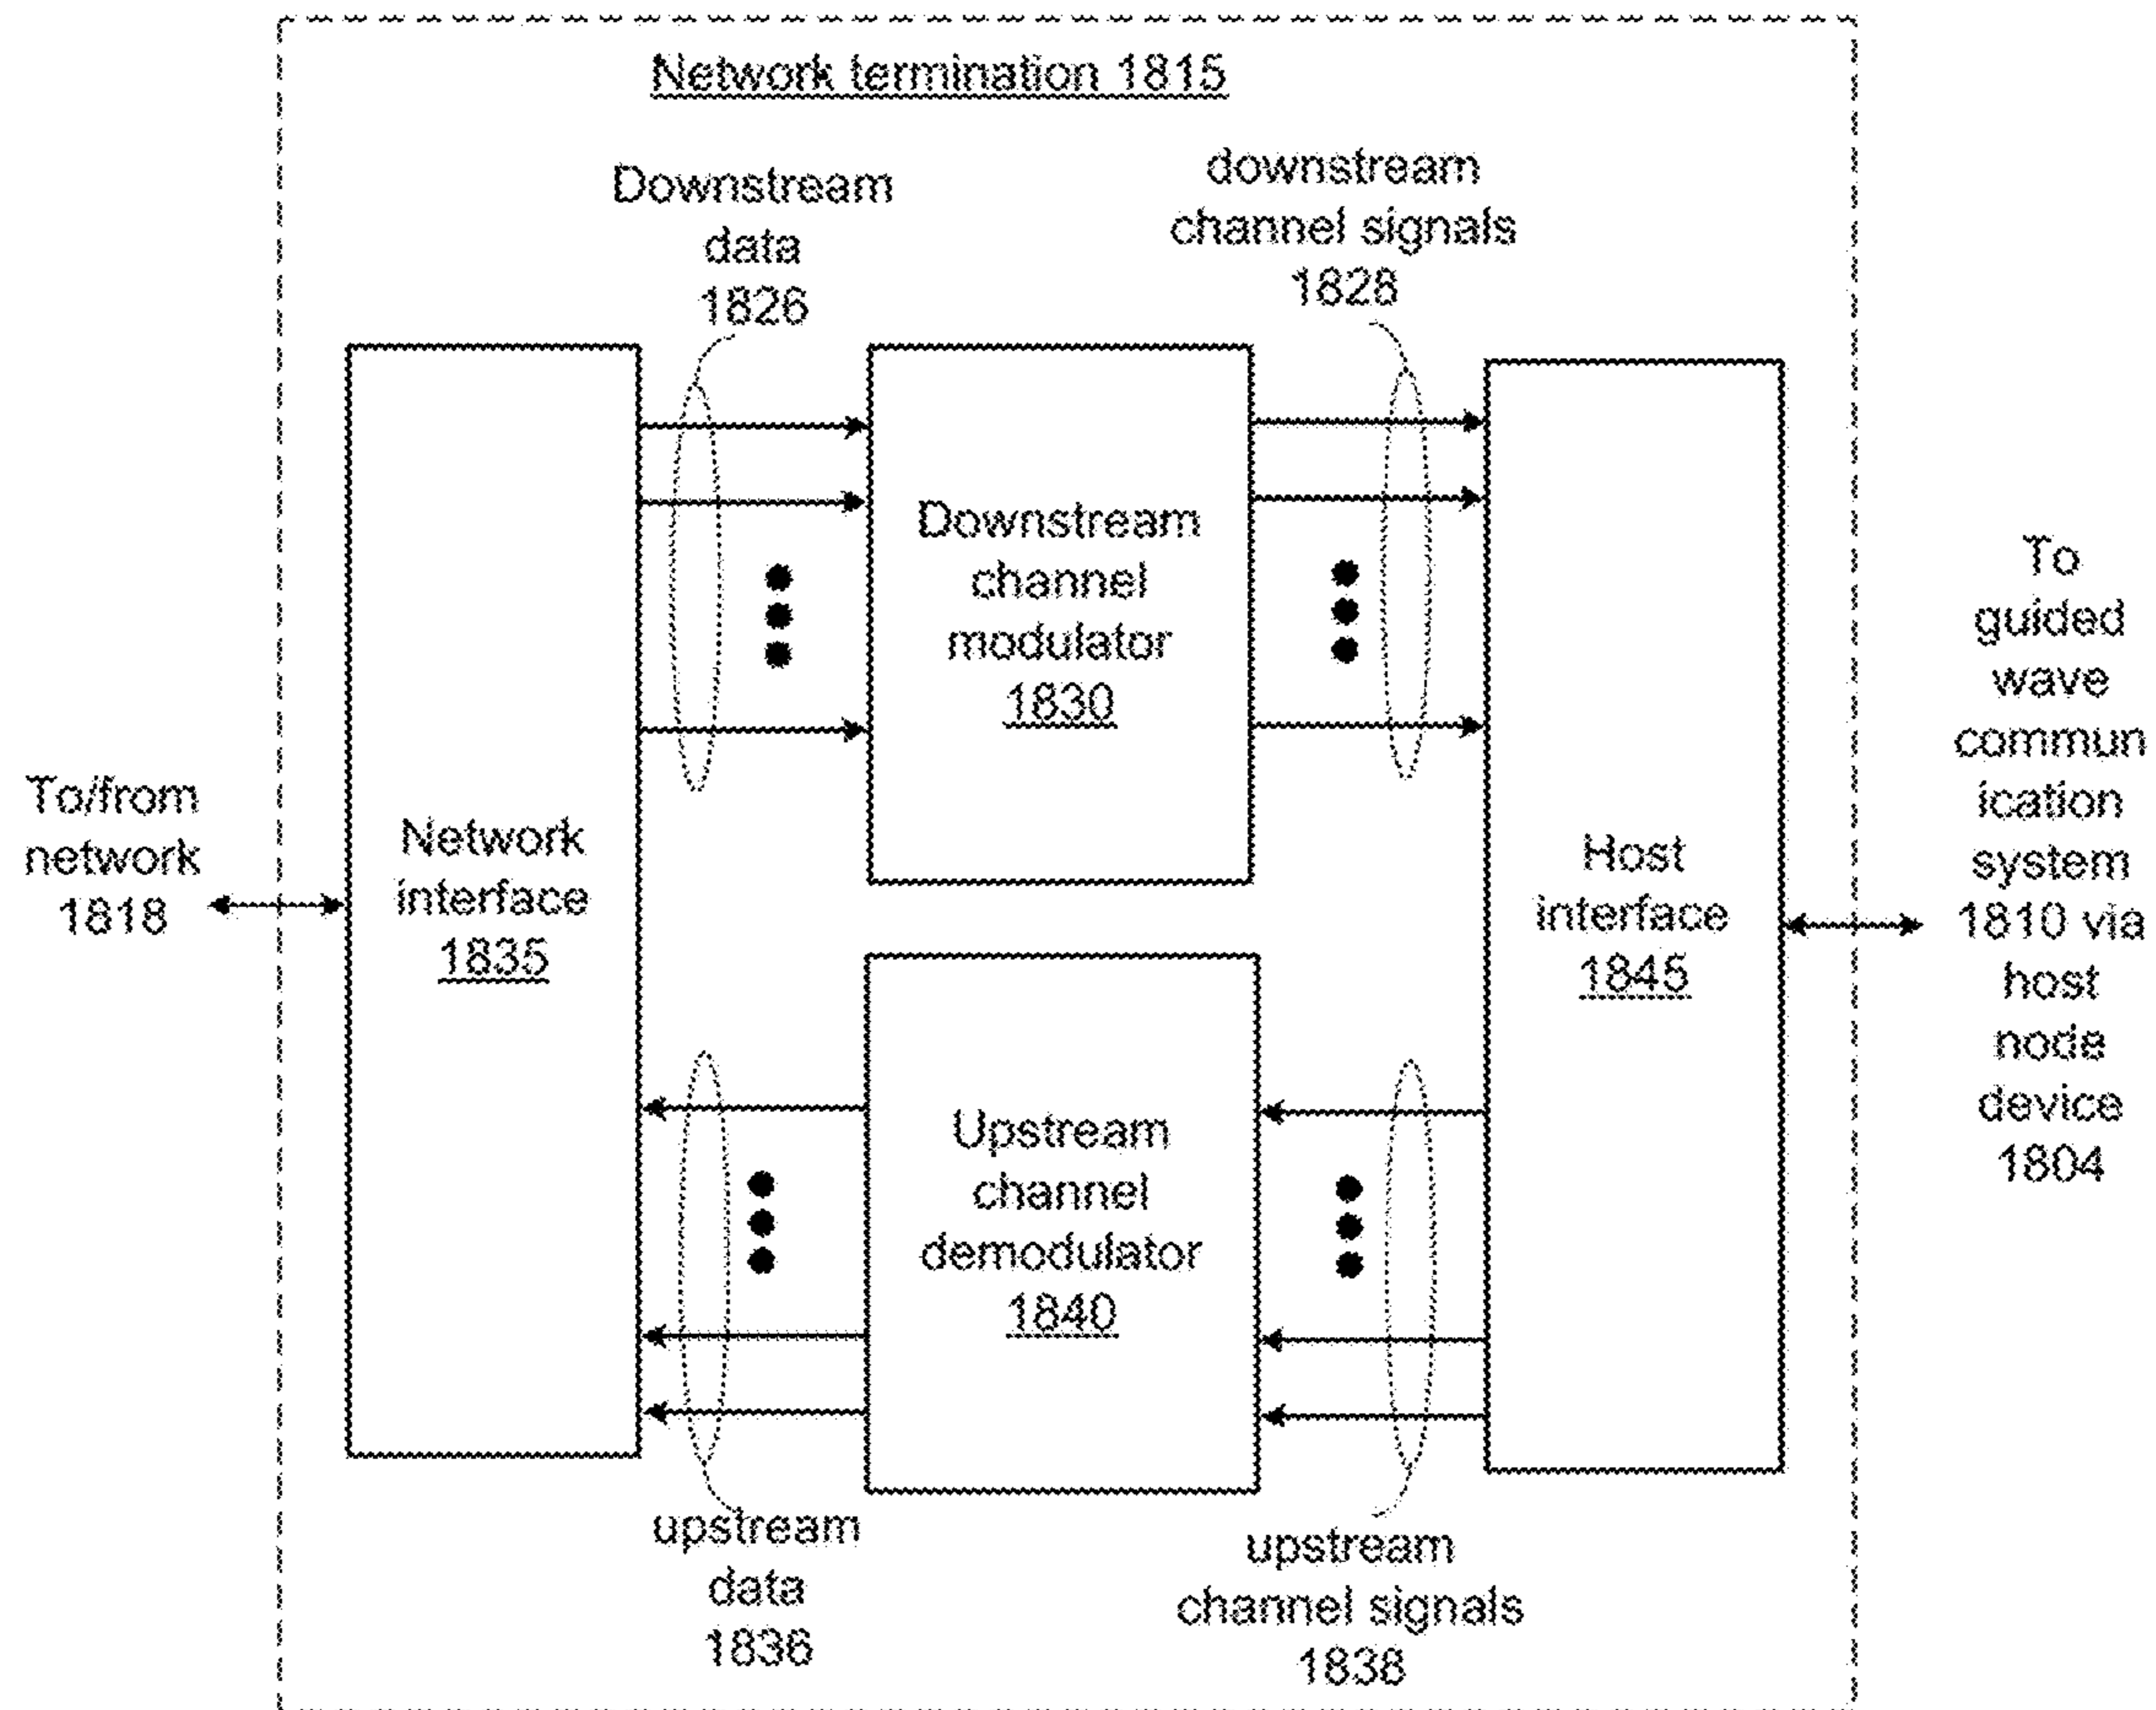 Network termination 1815
Downstream
data
1826
downstream
channel signals
1828
Downstream
channel
modulator
1830
To/from
network
1818
Network
interface
1835
Host
interface
1845
To
guided
wave
commun
ication
system
1810 via
host
node
device
1804
Upstream
channel
demodulator
1840
upstream
data
1836
upstream
channel signals
1838